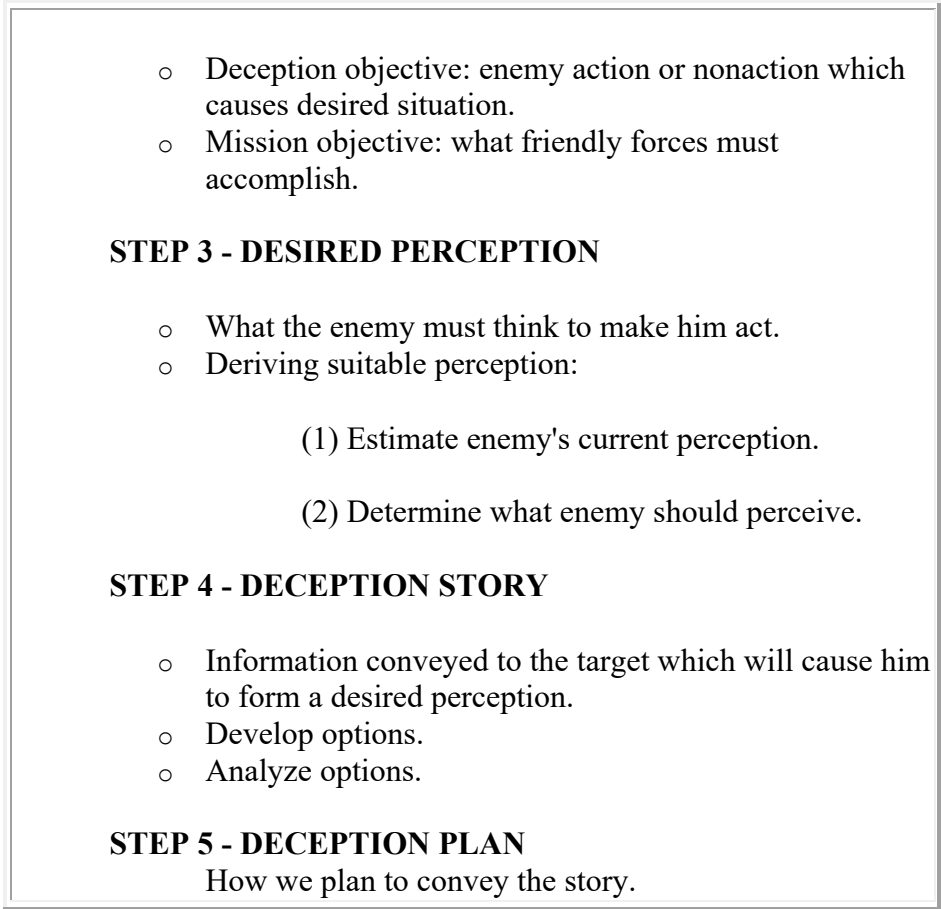 o Deception objective: enemy action or nonaction which
causes desired situation.
o Mission objective: what friendly forces must
accomplish.
STEP 3 - DESIRED PERCEPTION
o What the enemy must think to make him act.
o Deriving suitable perception:
(1) Estimate enemy's current perception.
(2) Determine what enemy should perceive.
STEP 4 - DECEPTION STORY
o Information conveyed to the target which will cause him
to form a desired perception.
o Develop options.
o Analyze options.
STEP 5 - DECEPTION PLAN
How we plan to convey the story.